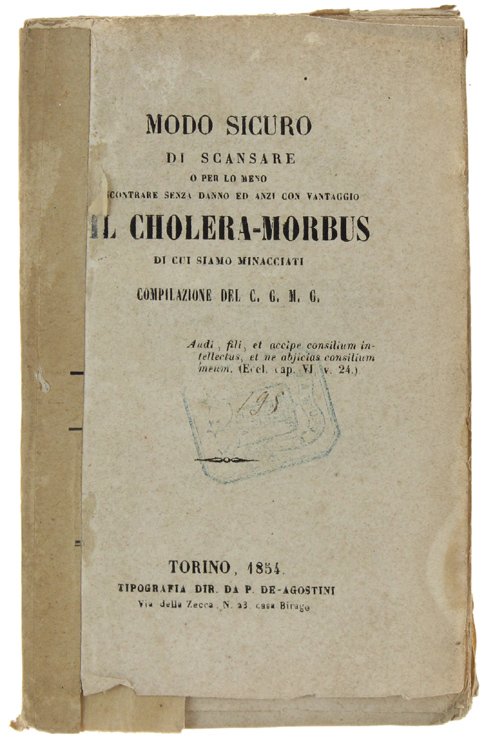 MODO SICURO
DI SCANSARE
O PER LO MENO
SCONTRARE SENZA DANNO ED ANZI CON VANTAGGIO
IL CHOLERA-MORBUS
DI CUI SIAMO MINACCIATI
COMPILAZIONE DEL C. G. M. G.
Audi, fili, et accipe consilium in-
tellectus, et ne abjicias consilium
meum. (Eccl. cap. VI. v. 24.)
198
TORINO, 1854.
TIPOGRAFIA DIR. DA P. DE-AGOSTINI
Via della Zecca, N. 23, casa Birago